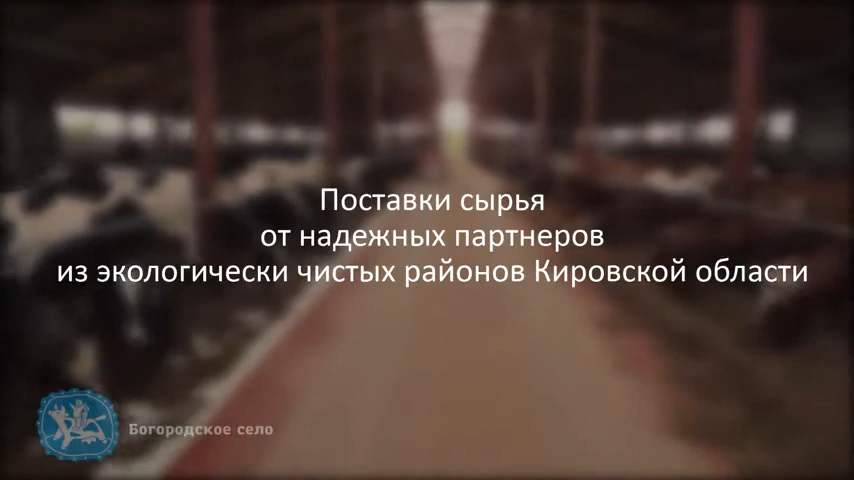 Поставки сырья
от надежных партнеров
из экологически чистых районов Кировской области
Богородское село